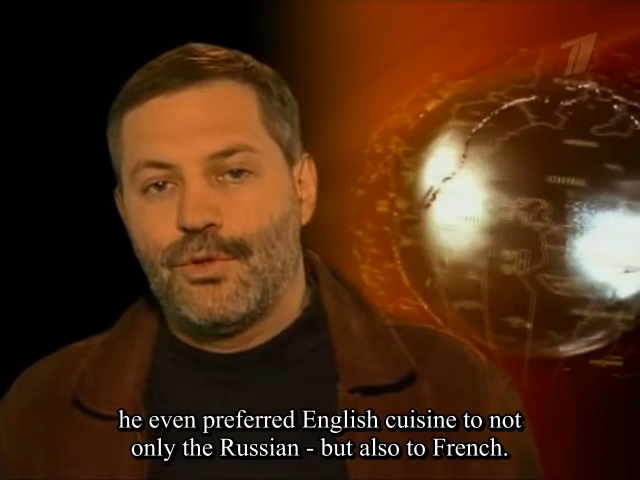 he even preferred English cuisine to not
only the Russian - but also to French.